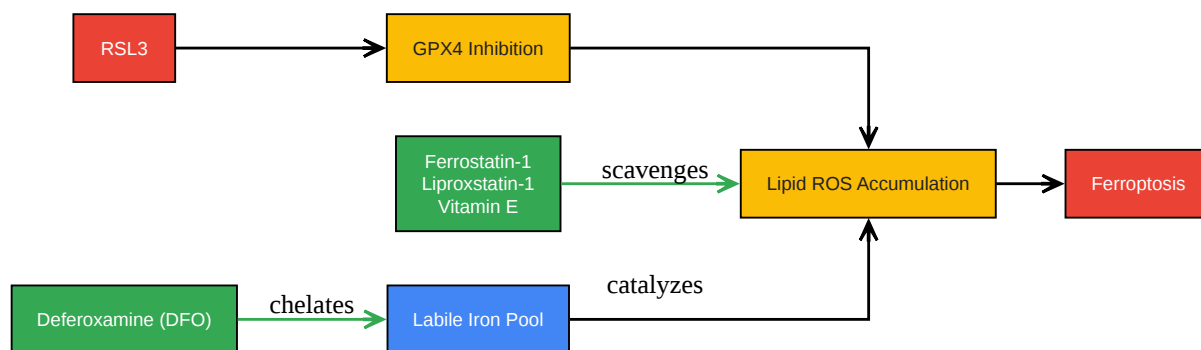 RSL3
GPX4 Inhibition
Ferrostatin-1
Liproxstatin-1
Vitamin E
scavenges
Lipid ROS Accumulation
Ferroptosis
Deferoxamine (DFO)
chelates
Labile Iron Pool
catalyzes